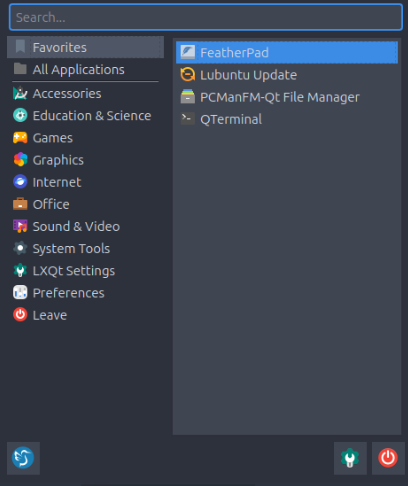 Search...
Favorites
All Applications
Accessories
Education & Science
Games
Graphics
Internet
Office
Sound & Video
System Tools
LXQt Settings
Preferences
Leave
FeatherPad
Lubuntu Update
PCManFM-Qt File Manager
QTerminal